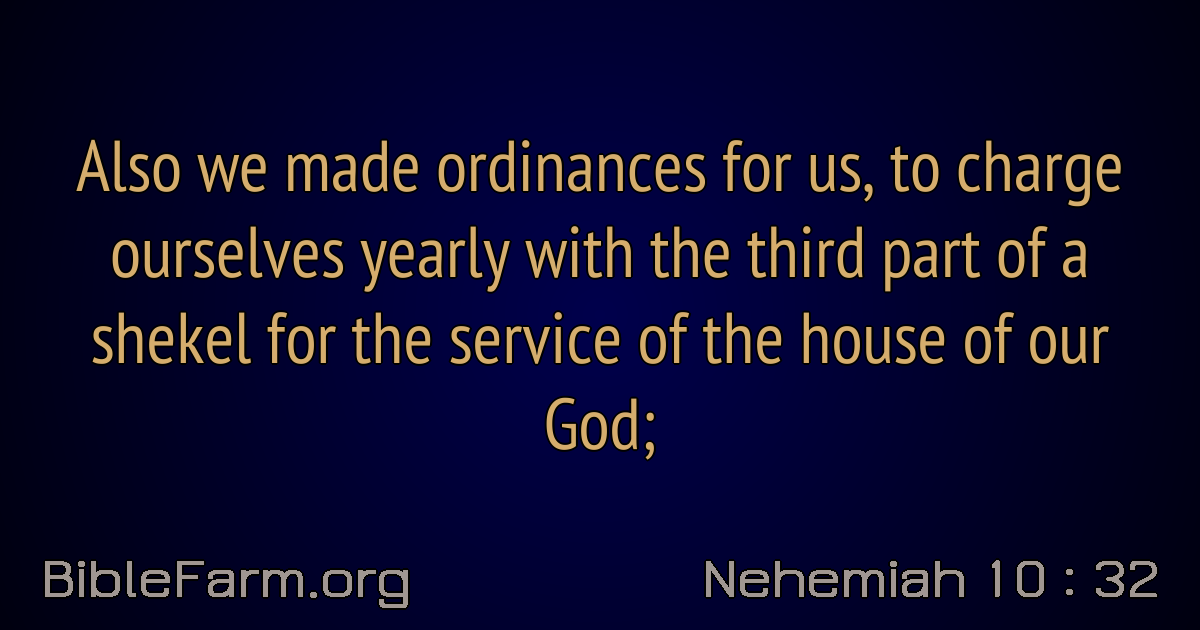 Also we made ordinances for us, to charge
ourselves yearly with the third part of a
shekel for the service of the house of our
God;
BibleFarm.org
Nehemiah 10 : 32